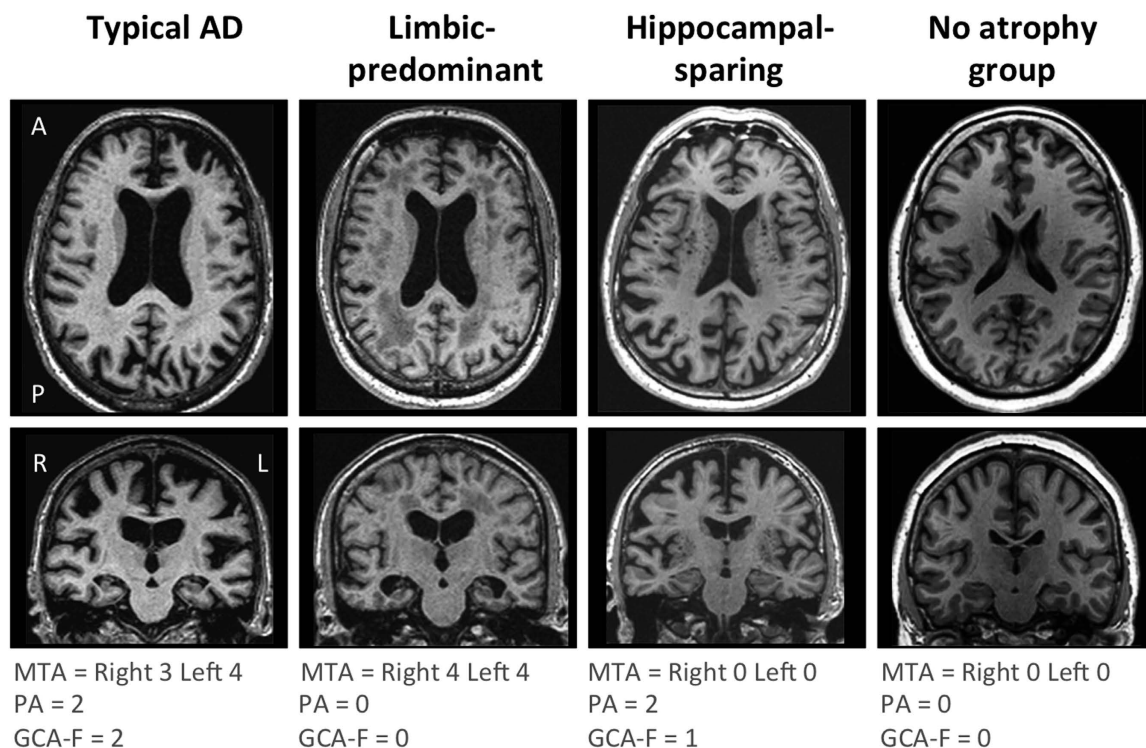 Typical AD
Limbic-
predominant
Hippocampal-
sparing
No atrophy
group
A
P
R
L
MTA = Right 3 Left 4
PA = 2
GCA-F = 2
MTA = Right 4 Left 4
PA = 0
GCA-F = 0
MTA = Right 0 Left 0
PA = 2
GCA-F = 1
MTA = Right 0 Left 0
PA = 0
GCA-F = 0